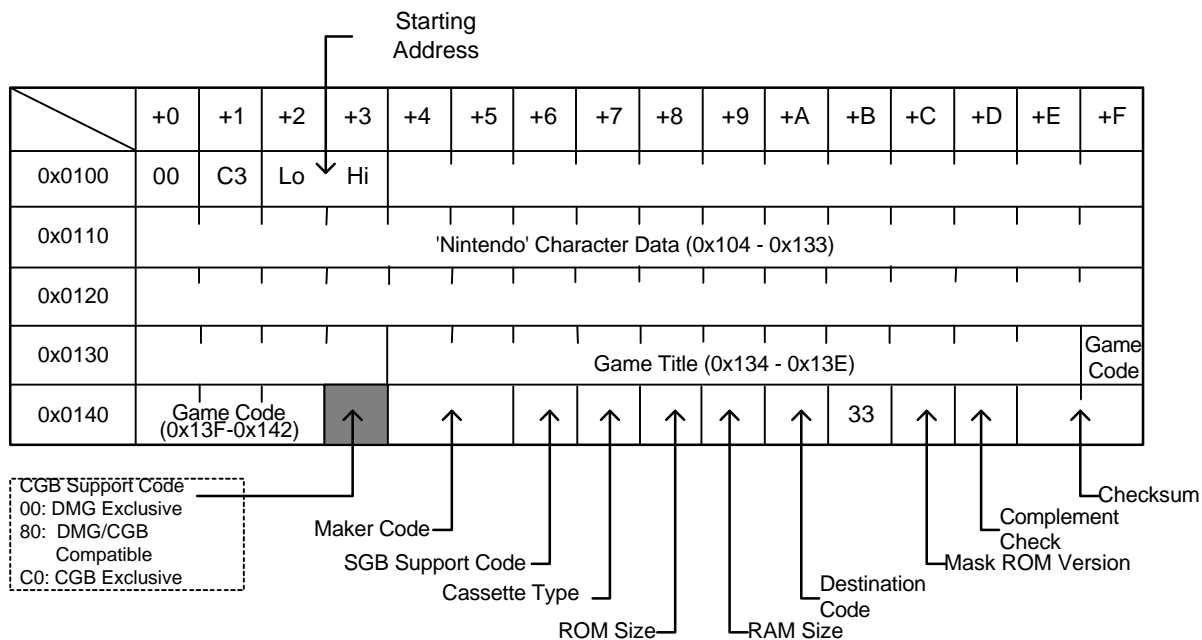 Starting
Address
+0 +1 +2 +3 +4 +5 +6 +7 +8 +9 +A +B +C +D +E +F
0x0100 00 C3 Lo Hi
0x0110 'Nintendo' Character Data (0x104 - 0x133)
0x0120
0x0130 Game Title (0x134 - 0x13E) Game
Code
0x0140 Game Code 33
(0x13F-0x142)
CGB Support Code
00: DMG Exclusive
80: DMG/CGB
Compatible
C0: CGB Exclusive
Maker Code
SGB Support Code
Cassette Type
ROM Size
RAM Size
Destination
Code
Mask ROM Version
Complement
Check
Checksum